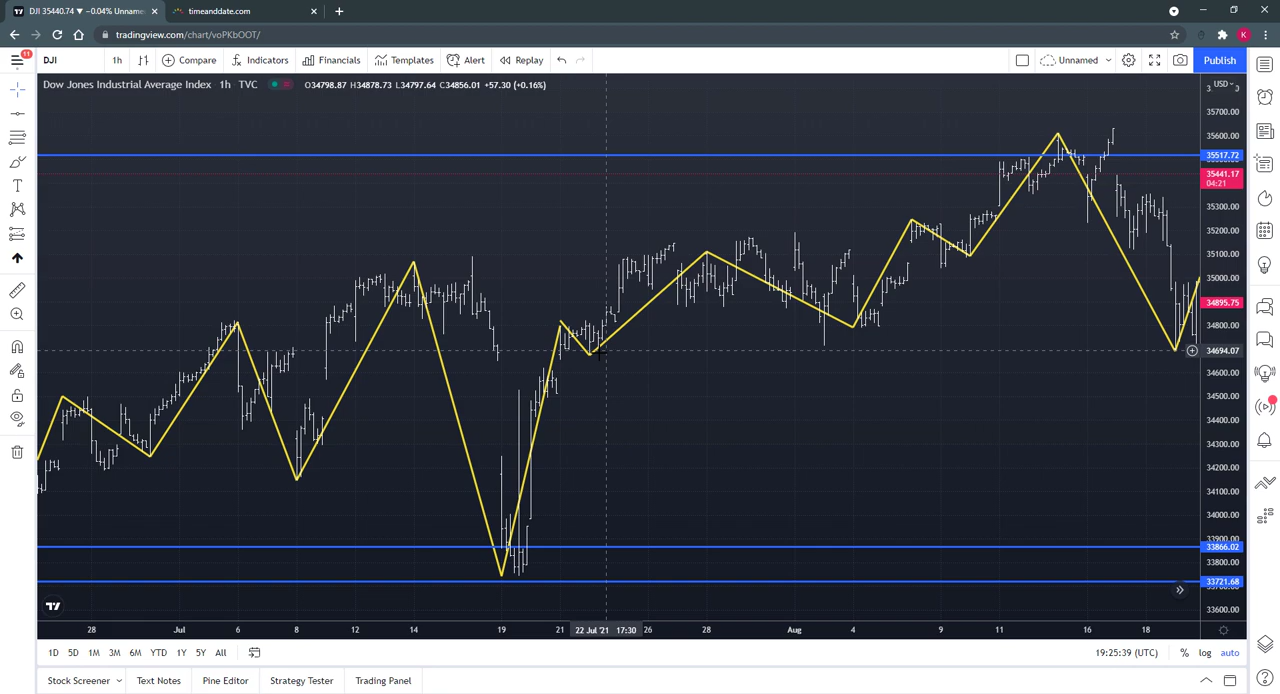 DJI 35440.74 ▼ −0.04% Unname
timeanddate.com
tradingview.com/chart/voPKbOOT/
K
11
DJI
1h
Compare
Indicators
Financials
Templates
Alert
Replay
Unnamed
Publish
Dow Jones Industrial Average Index 1h TVC
O34798.87 H34878.73 L34797.64 C34856.01 +57.30 (+0.16%)
USD
35700.00
35600.00
35517.72
35441.17
04:21
35300.00
35200.00
35100.00
35000.00
34895.75
34800.00
34694.07
34600.00
34500.00
34400.00
34300.00
34200.00
34100.00
34000.00
33900.00
33866.02
33800.00
33721.68
33600.00
28 Jul 6 8 12 14 19 21 22 Jul '21 17:30 26 28 Aug 4 9 11 16 18
1D 5D 1M 3M 6M YTD 1Y 5Y All
19:25:39 (UTC) % log auto
Stock Screener Text Notes Pine Editor Strategy Tester Trading Panel